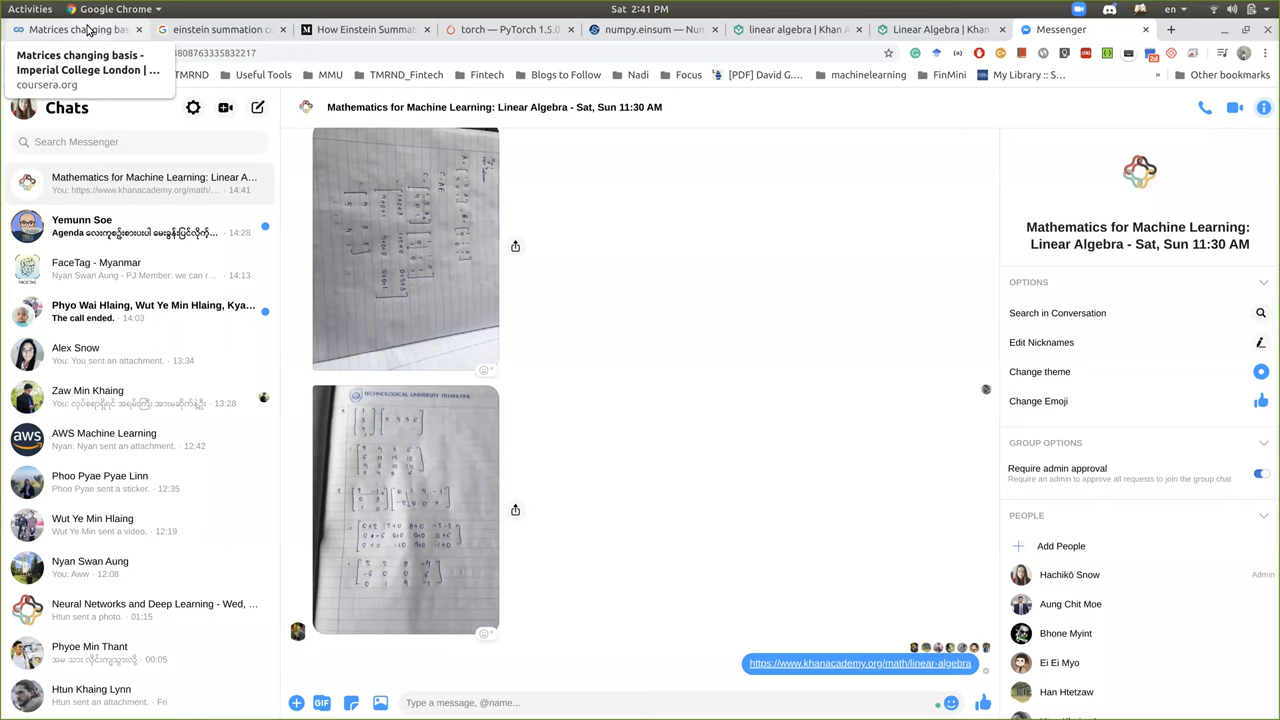 Activities
Google Chrome
Sat 2:41 PM
en
Matrices changing bas
einstein summation co
How Einstein Summat
torch — PyTorch 1.5.0
numpy.einsum — Num
linear algebra | Khan A
Linear Algebra | Khan A
Messenger
808763335832217
Matrices changing basis -
Imperial College London | ...
coursera.org
TMRND
Useful Tools
MMU
TMRND_Fintech
Fintech
Blogs to Follow
Nadi
Focus
[PDF] David G....
machinelearning
FinMini
My Library :: S...
»
Other bookmarks
Chats
Search Messenger
Mathematics for Machine Learning: Linear A...
You: https://www.khanacademy.org/math/... · 14:41
Yemunn Soe
Agenda · 14:28
FaceTag - Myanmar
Nyan Swan Aung - PJ Member: we can r... · 14:13
Phyo Wai Hlaing, Wut Ye Min Hlaing, Kya...
The call ended. · 14:03
Alex Snow
You: You sent an attachment. · 13:34
Zaw Min Khaing
You: · 13:28
AWS Machine Learning
Nyan: Nyan sent an attachment. · 12:42
Phoo Pyae Pyae Linn
Phoo Pyae sent a sticker. · 12:35
Wut Ye Min Hlaing
Wut Ye Min sent a video. · 12:19
Nyan Swan Aung
You: Aww · 12:08
Neural Networks and Deep Learning - Wed, ...
Htun sent a photo. · 01:15
Phyoe Min Thant
00:05
Htun Khaing Lynn
Htun sent an attachment. · Fri
Mathematics for Machine Learning: Linear Algebra - Sat, Sun 11:30 AM
TECHNOLOGICAL UNIVERSITY (THANLYIN)
https://www.khanacademy.org/math/linear-algebra
GIF
Type a message, @name...
Mathematics for Machine Learning:
Linear Algebra - Sat, Sun 11:30 AM
OPTIONS
Search in Conversation
Edit Nicknames
Change theme
Change Emoji
GROUP OPTIONS
Require admin approval
Require an admin to approve all requests to join the group chat
PEOPLE
Add People
Hachikō Snow
Admin
Aung Chit Moe
Bhone Myint
Ei Ei Myo
Han Htetzaw